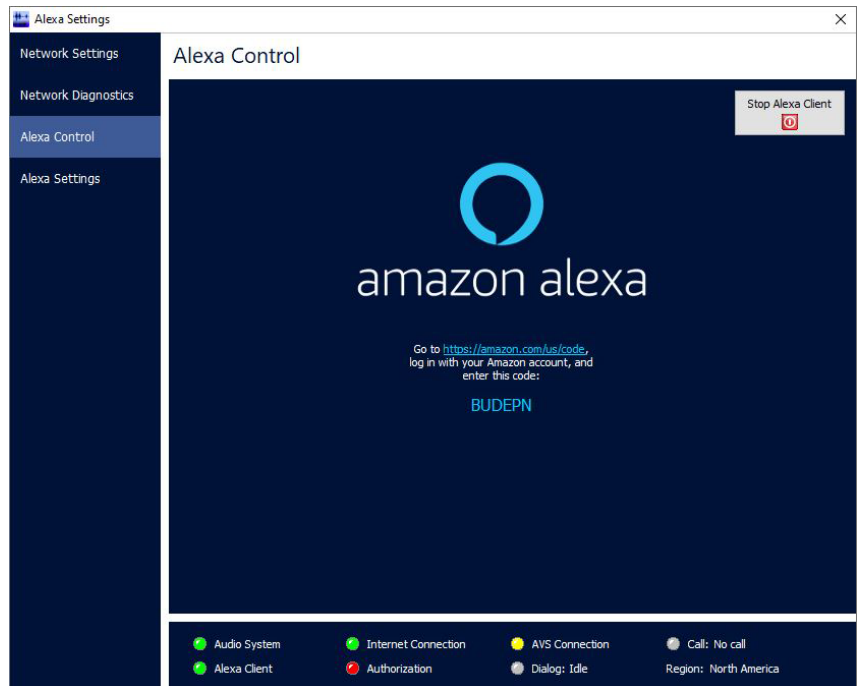 Alexa Settings
Network Settings
Network Diagnostics
Alexa Control
Alexa Settings
Alexa Control
Stop Alexa Client
amazon alexa
Go to https://amazon.com/us/code,
log in with your Amazon account, and
enter this code:
BUDEPN
Audio System
Internet Connection
AVS Connection
Call: No call
Alexa Client
Authorization
Dialog: Idle
Region: North America